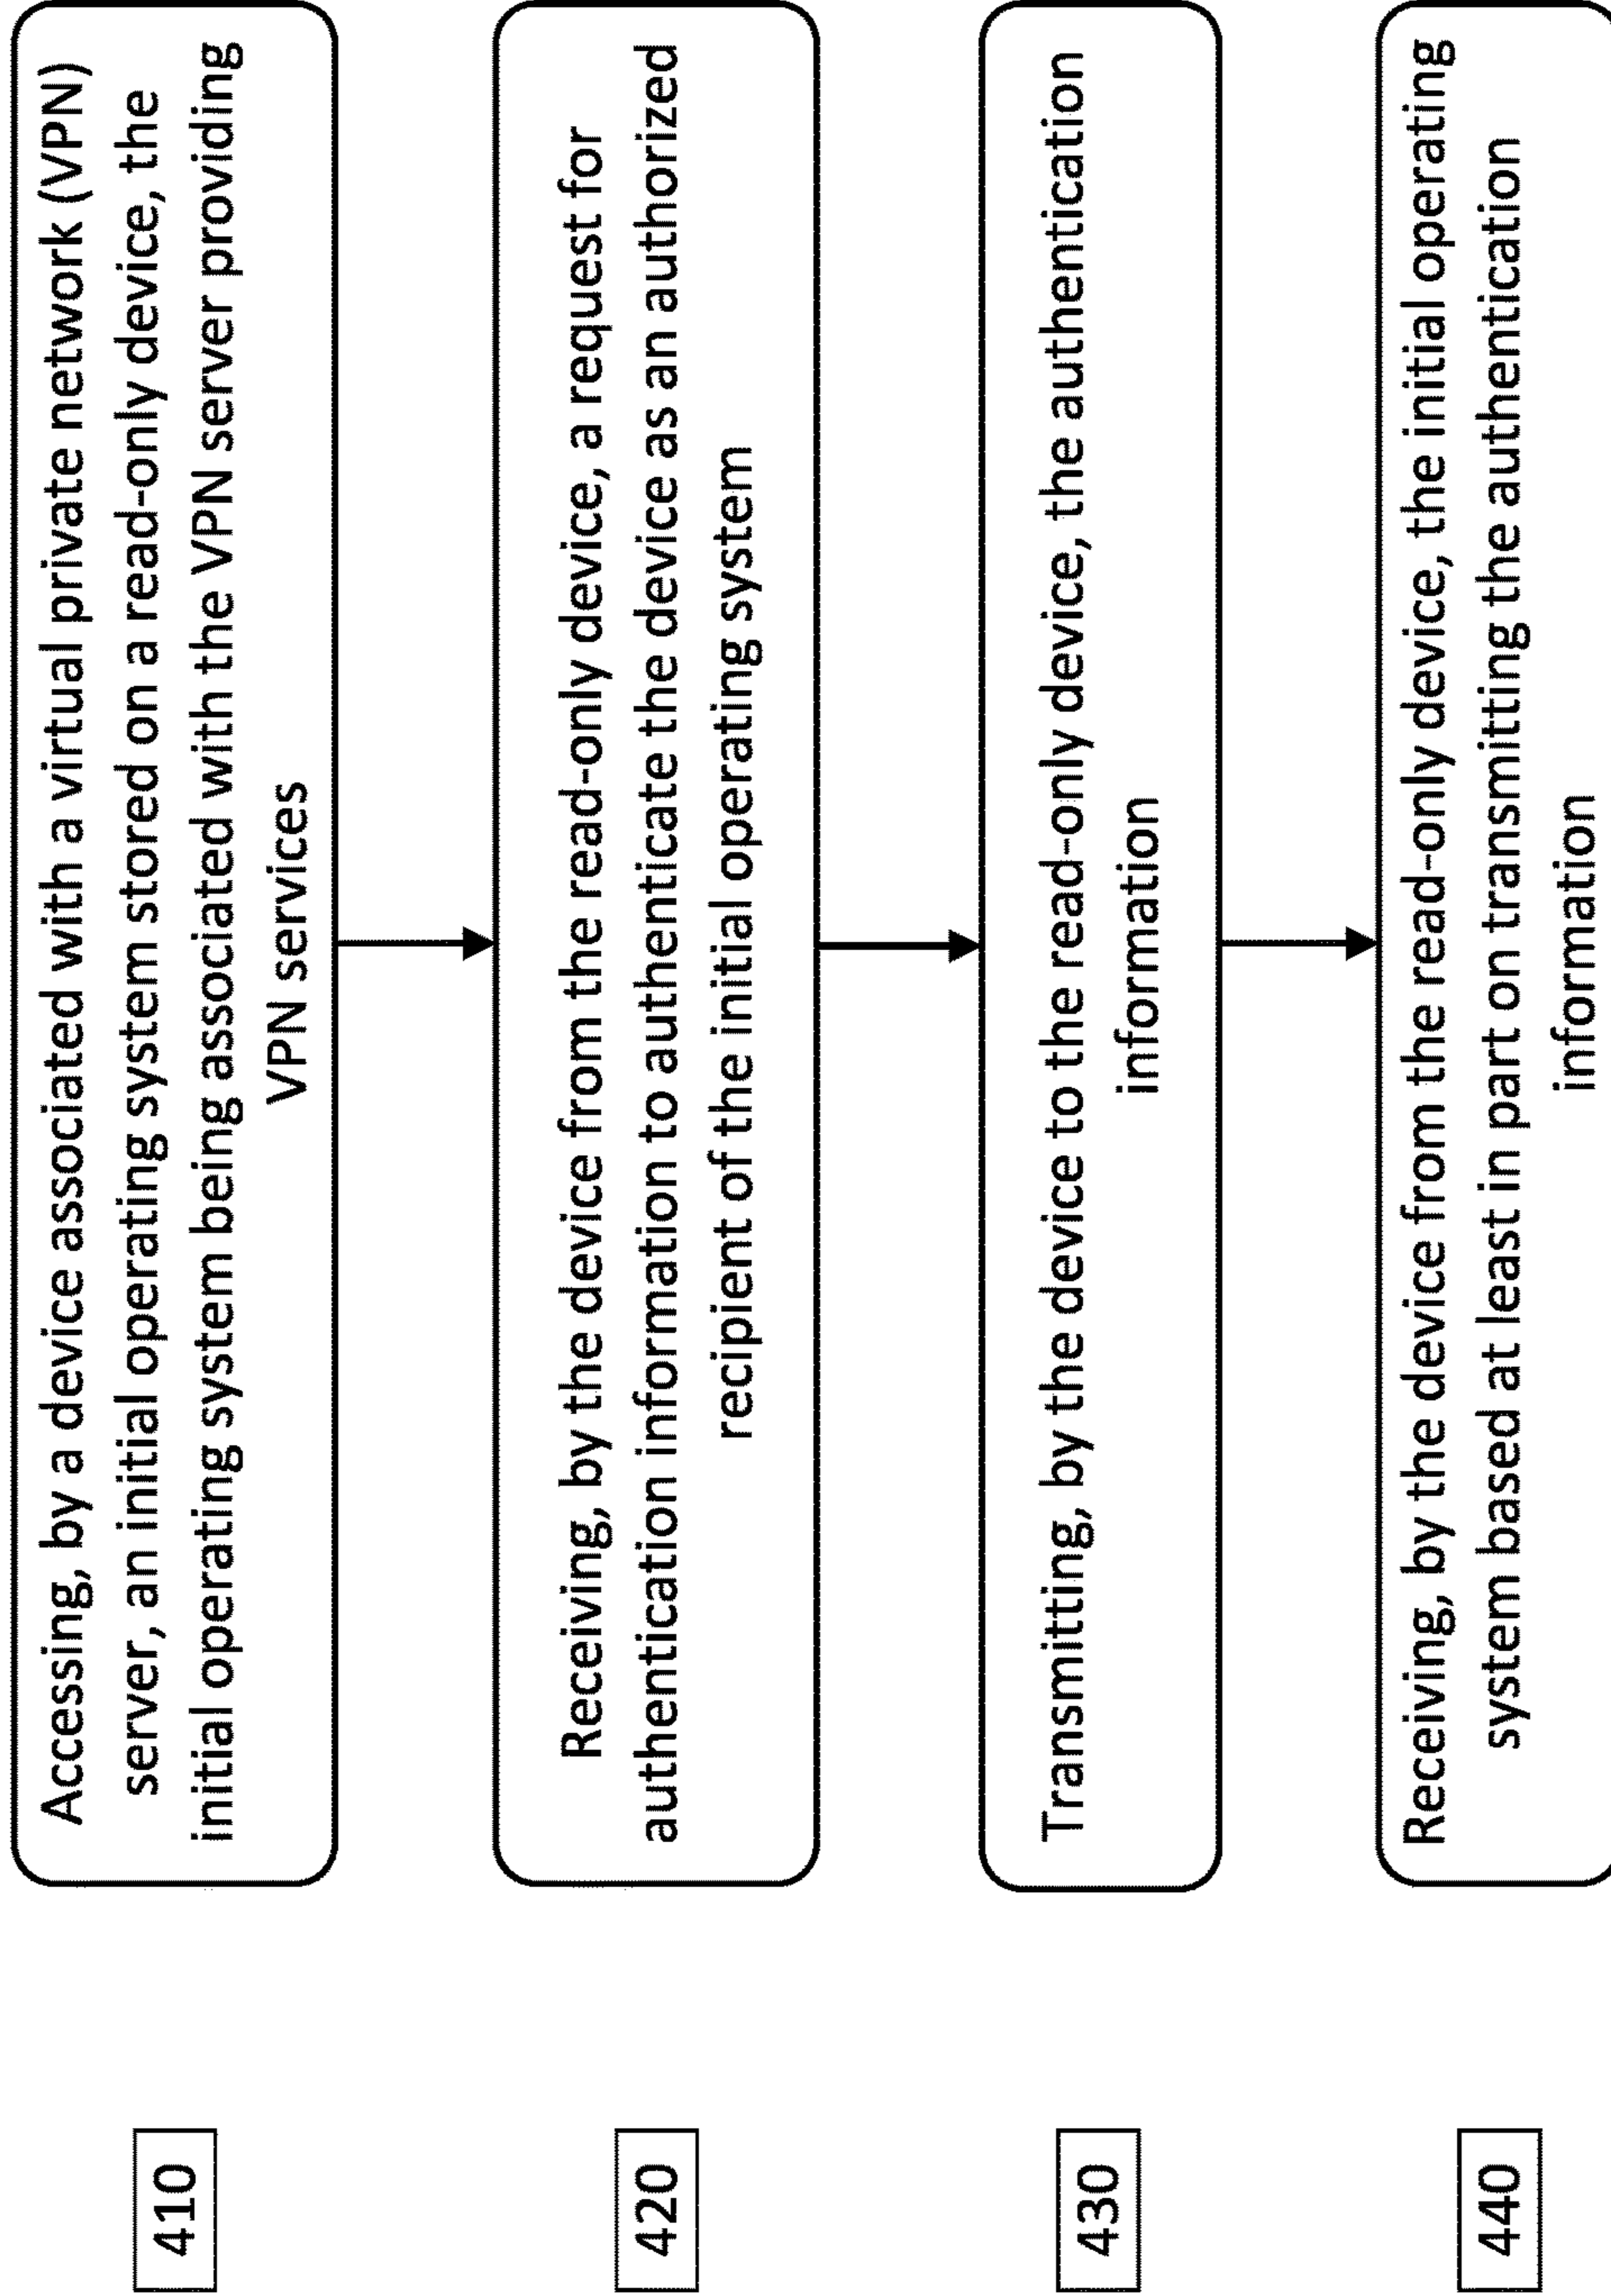 410
Accessing, by a device associated with a virtual private network (VPN)
server, an initial operating system stored on a read-only device, the
initial operating system being associated with the VPN server providing
VPN services
420
Receiving, by the device from the read-only device, a request for
authentication information to authenticate the device as an authorized
recipient of the initial operating system
430
Transmitting, by the device to the read-only device, the authentication
information
440
Receiving, by the device from the read-only device, the initial operating
system based at least in part on transmitting the authentication
information